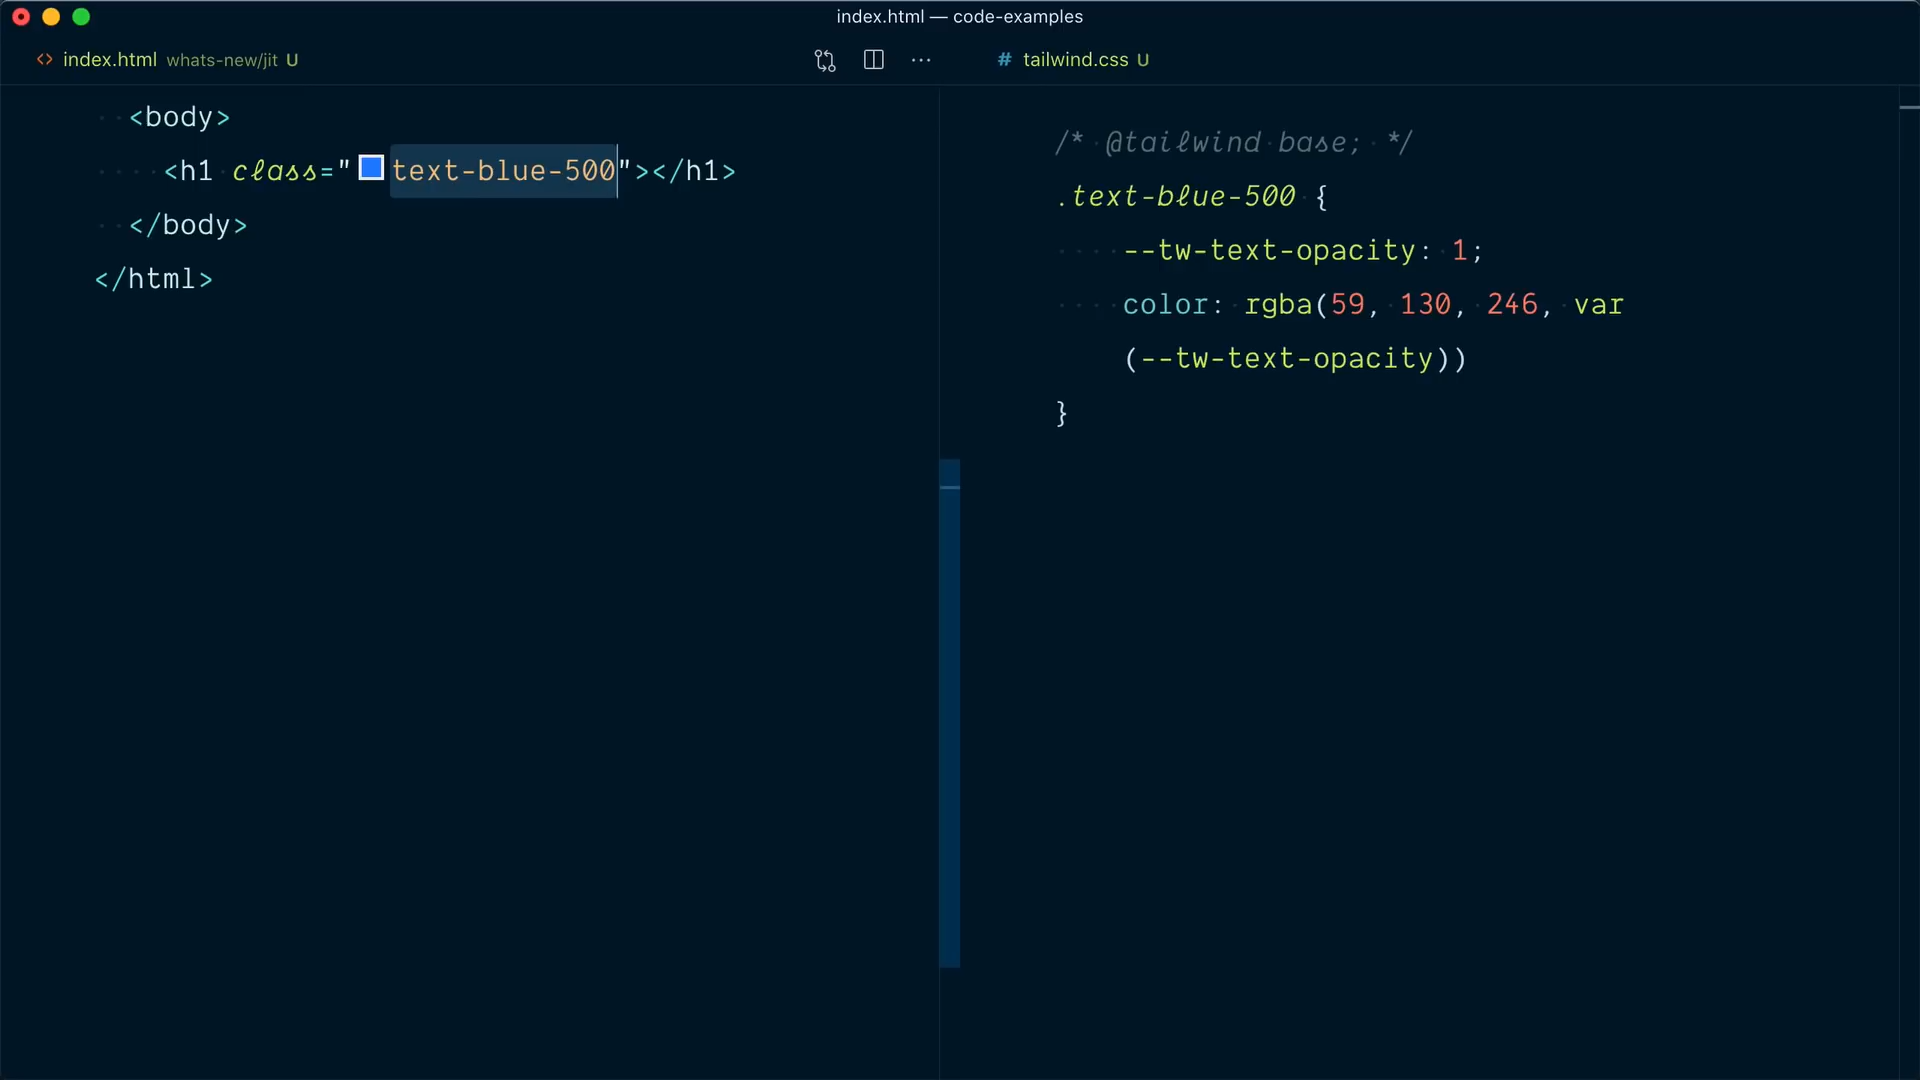 index.html — code-examples
<> index.html whats-new/jit U
# tailwind.css U
<body>
<h1 class="text-blue-500"></h1>
</body>
</html>
/* @tailwind base; */
.text-blue-500 {
--tw-text-opacity: 1;
color: rgba(59, 130, 246, var
(--tw-text-opacity))
}